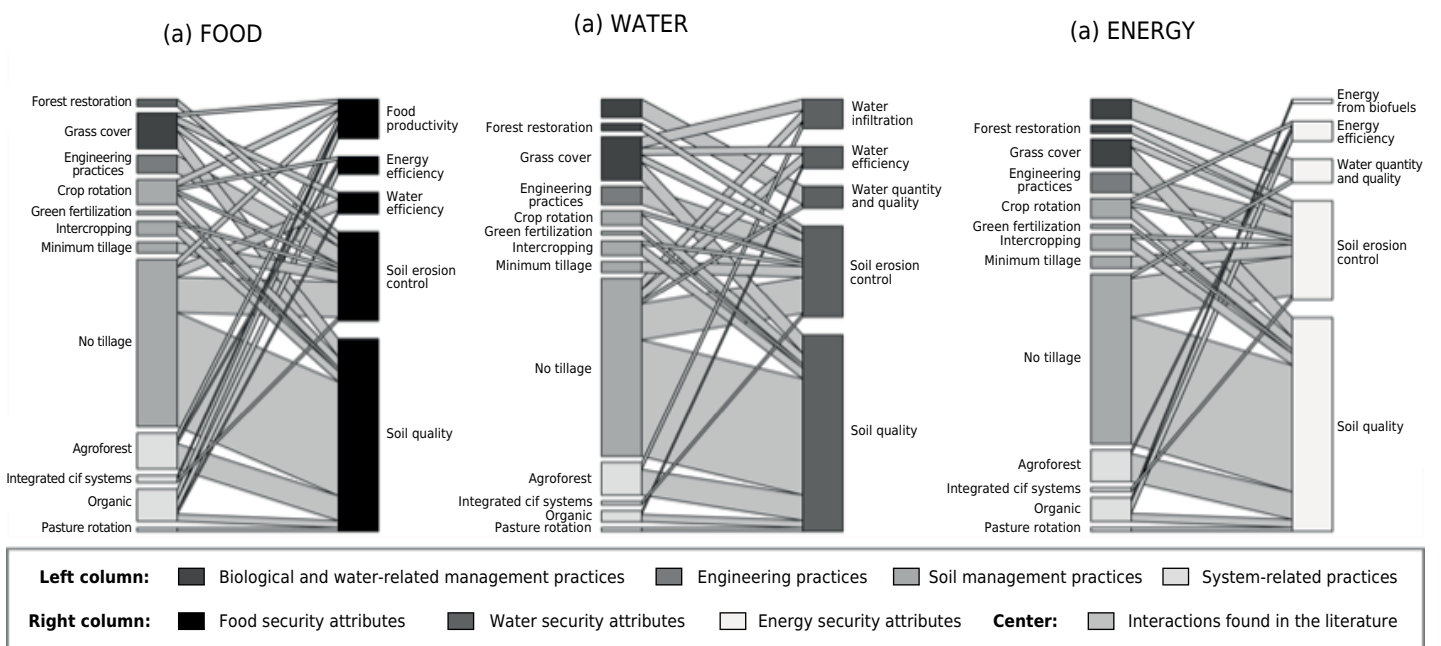 (a) FOOD
Forest restoration
Grass cover
Engineering
practices
Crop rotation
Green fertilization
Intercropping
Minimum tillage
No tillage
Agroforest
Integrated cif systems
Organic
Pasture rotation
Food
productivity
Energy
efficiency
Water
efficiency
Soil erosion
control
Soil quality
(a) WATER
Forest restoration
Grass cover
Engineering
practices
Crop rotation
Green fertilization
Intercropping
Minimum tillage
No tillage
Agroforest
Integrated cif systems
Organic
Pasture rotation
Water
infiltration
Water
efficiency
Water quantity
and quality
Soil erosion
control
Soil quality
(a) ENERGY
Forest restoration
Grass cover
Engineering
practices
Crop rotation
Green fertilization
Intercropping
Minimum tillage
No tillage
Agroforest
Integrated cif systems
Organic
Pasture rotation
Energy
from biofuels
Energy
efficiency
Water quantity
and quality
Soil erosion
control
Soil quality
Left column: Biological and water-related management practices Engineering practices Soil management practices System-related practices
Right column: Food security attributes Water security attributes Energy security attributes Center: Interactions found in the literature